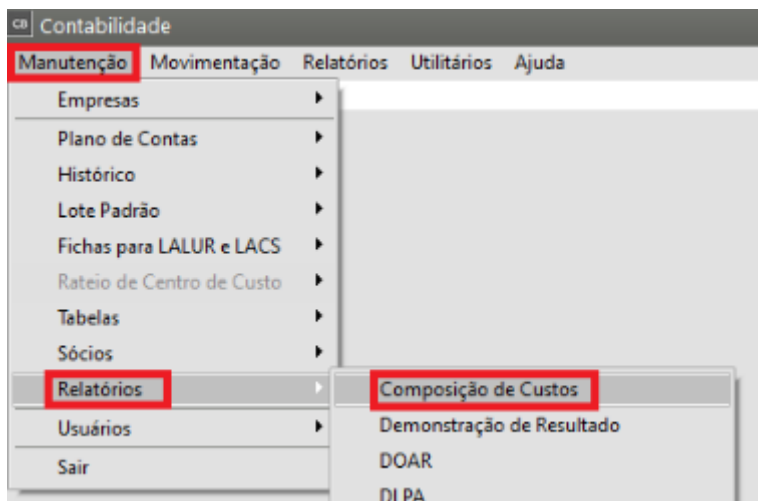 CB Contabilidade
Manutenção Movimentação Relatórios Utilitários Ajuda
Empresas
Plano de Contas
Histórico
Lote Padrão
Fichas para LALUR e LACS
Rateio de Centro de Custo
Tabelas
Sócios
Relatórios
Composição de Custos
Usuários
Demonstração de Resultado
Sair
DOAR
DLPA